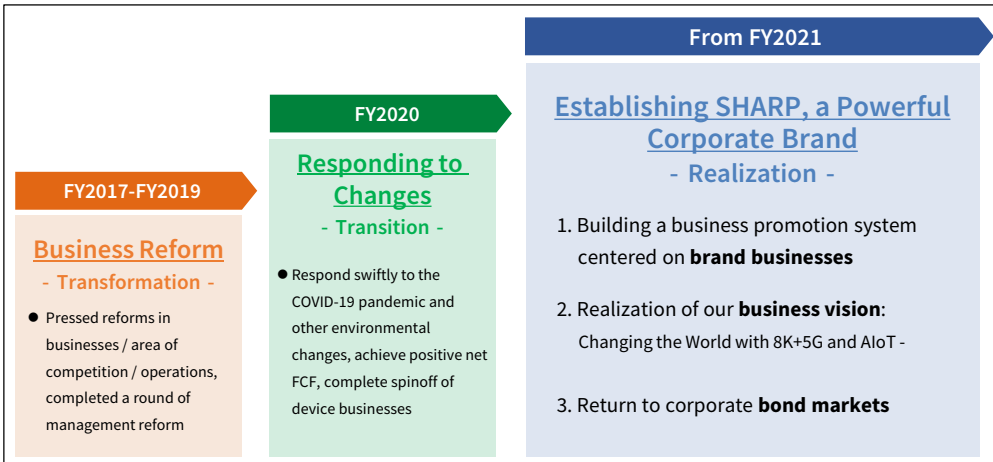 FY2017-FY2019
Business Reform
- Transformation -
● Pressed reforms in
businesses / area of
competition / operations,
completed a round of
management reform
FY2020
Responding to
Changes
- Transition -
● Respond swiftly to the
COVID-19 pandemic and
other environmental
changes, achieve positive net
FCF, complete spinoff of
device businesses
From FY2021
Establishing SHARP, a Powerful
Corporate Brand
- Realization -
1. Building a business promotion system
centered on brand businesses
2. Realization of our business vision:
Changing the World with 8K+5G and AIoT -
3. Return to corporate bond markets